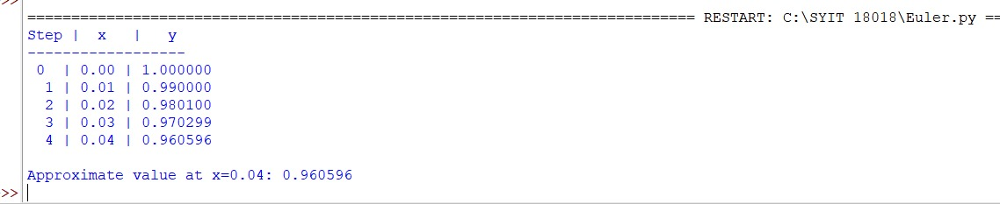 >>
=========================================================================== RESTART: C:\SYIT 18018\Euler.py ==
Step |  x   |   y
------------------
 0  | 0.00 | 1.000000
  1 | 0.01 | 0.990000
  2 | 0.02 | 0.980100
  3 | 0.03 | 0.970299
  4 | 0.04 | 0.960596
Approximate value at x=0.04: 0.960596
>>